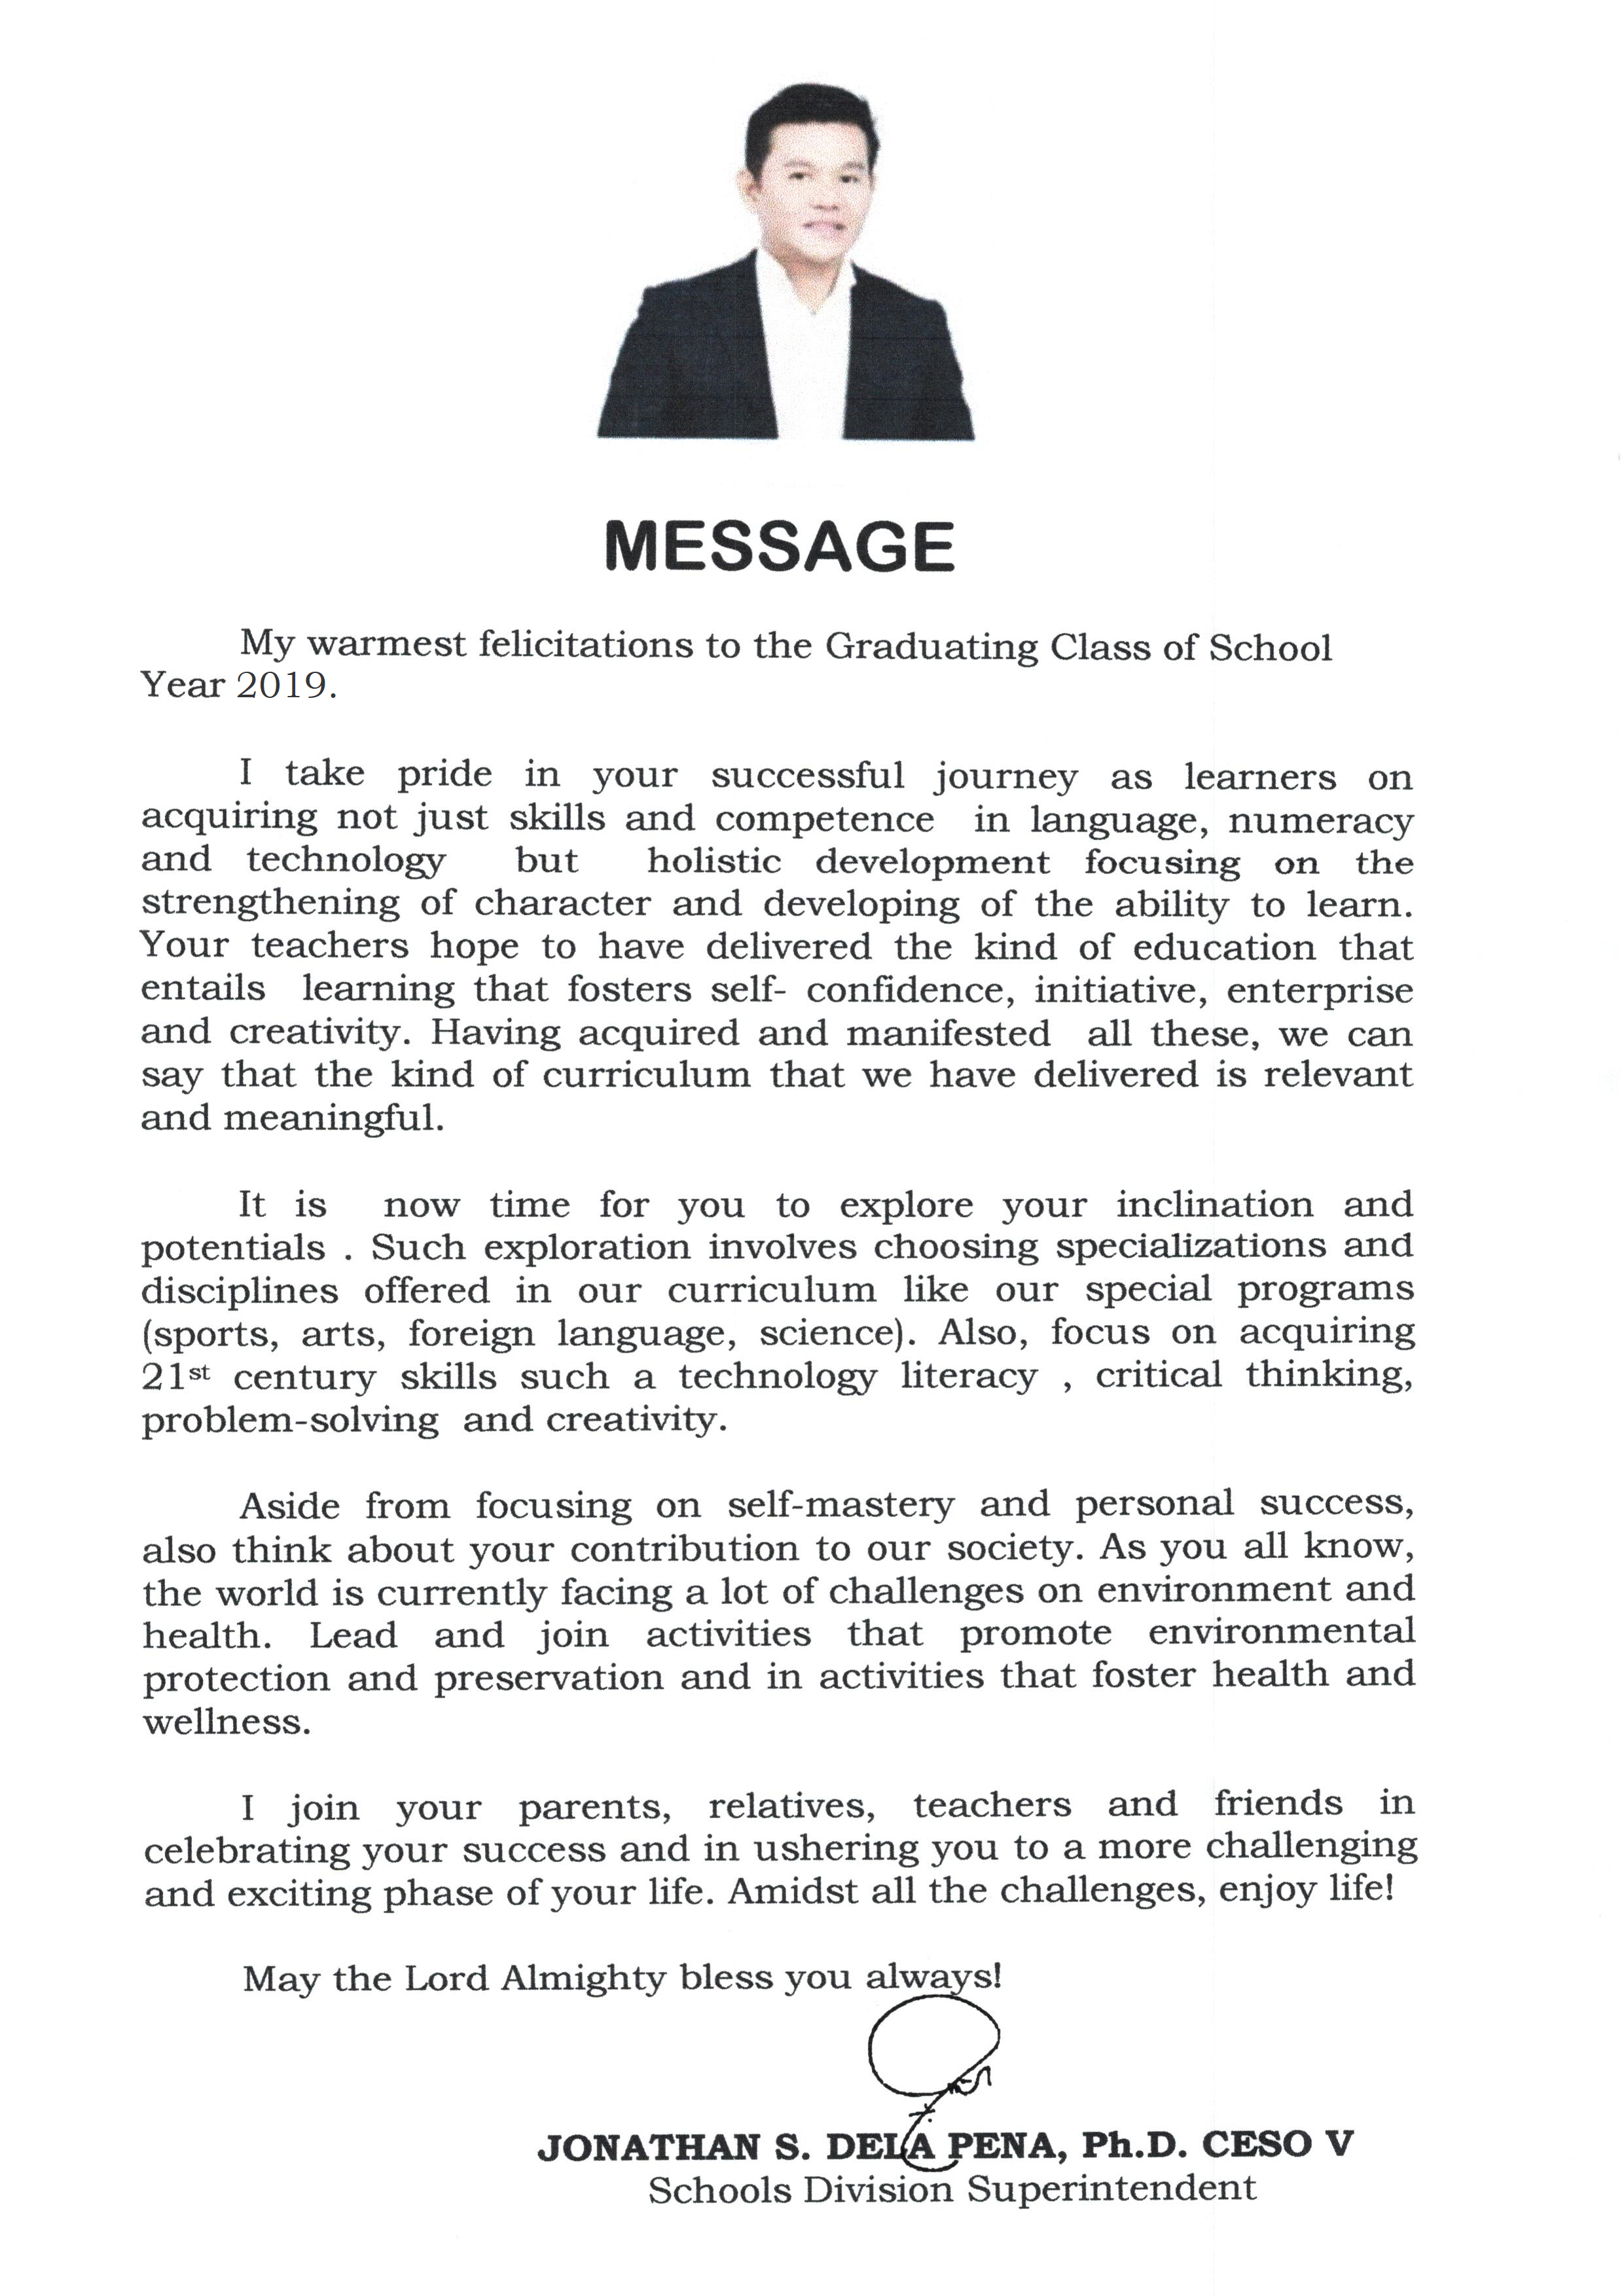 MESSAGE
My warmest felicitations to the Graduating Class of School
Year 2019.
I take pride in your successful journey as learners on
acquiring not just skills and competence in language, numeracy
and technology but holistic development focusing on the
strengthening of character and developing of the ability to learn.
Your teachers hope to have delivered the kind of education that
entails learning that fosters self- confidence, initiative, enterprise
and creativity. Having acquired and manifested all these, we can
say that the kind of curriculum that we have delivered is relevant
and meaningful.
It is now time for you to explore your inclination and
potentials . Such exploration involves choosing specializations and
disciplines offered in our curriculum like our special programs
(sports, arts, foreign language, science). Also, focus on acquiring
21st century skills such a technology literacy , critical thinking,
problem-solving and creativity.
Aside from focusing on self-mastery and personal success,
also think about your contribution to our society. As you all know,
the world is currently facing a lot of challenges on environment and
health. Lead and join activities that promote environmental
protection and preservation and in activities that foster health and
wellness.
I join your parents, relatives, teachers and friends in
celebrating your success and in ushering you to a more challenging
and exciting phase of your life. Amidst all the challenges, enjoy life!
May the Lord Almighty bless you always!
JONATHAN S. DELA PENA, Ph.D. CESO V
Schools Division Superintendent